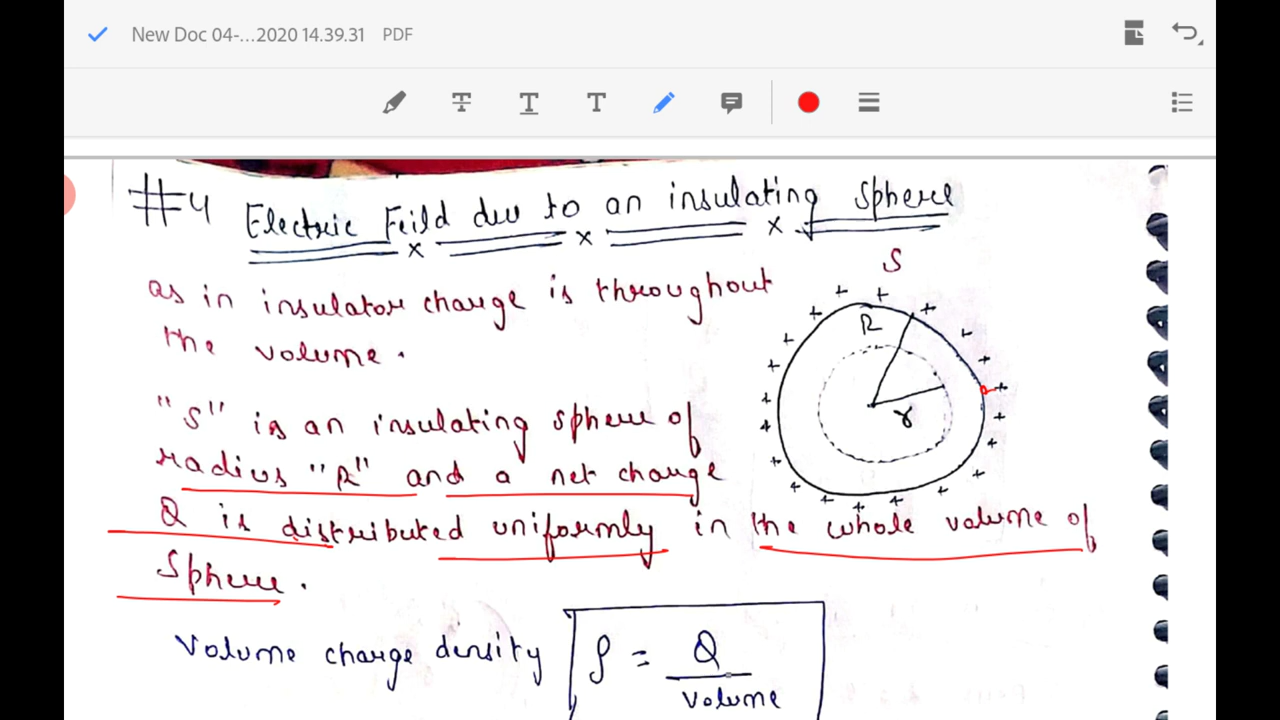 New Doc 04-...2020 14.39.31 PDF
T T T
#4 Electric Feild due to an insulating Sphere
as in insulator charge is throughout
the volume.
S
R
r
"S" is an insulating sphere of
radius "R" and a net charge
Q is distributed uniformly in the whole volume of
Sphere.
Volume charge density ρ = Q
volume